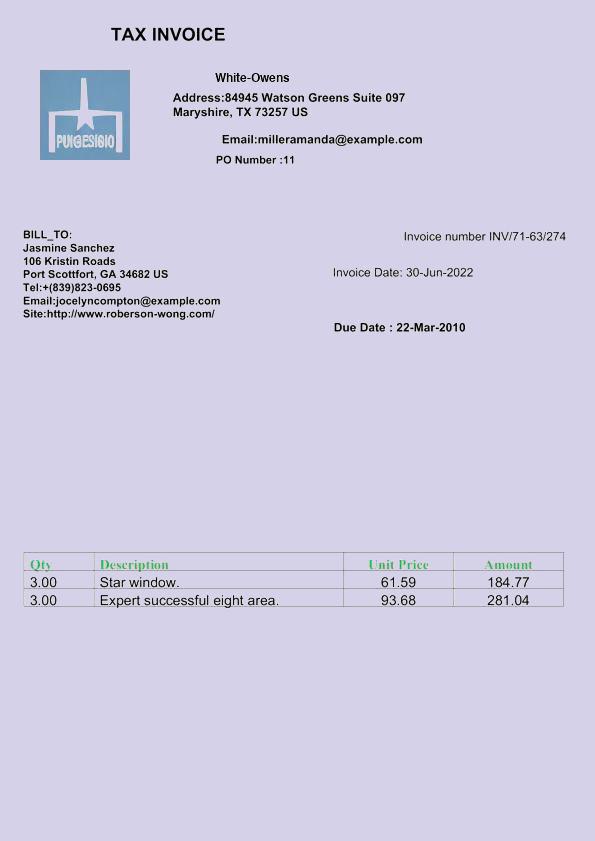 TAX INVOICE
White-Owens
Address:84945 Watson Greens Suite 097
Maryshire, TX 73257 US
Email:milleramanda@example.com
PO Number :11
PUIGESIGIO
BILL_TO:
Jasmine Sanchez
106 Kristin Roads
Port Scottfort, GA 34682 US
Tel:+(839)823-0695
Email:jocelyncompton@example.com
Site:http://www.roberson-wong.com/
Invoice number INV/71-63/274
Invoice Date: 30-Jun-2022
Due Date : 22-Mar-2010
Qty Description Unit Price Amount
3.00 Star window. 61.59 184.77
3.00 Expert successful eight area. 93.68 281.04